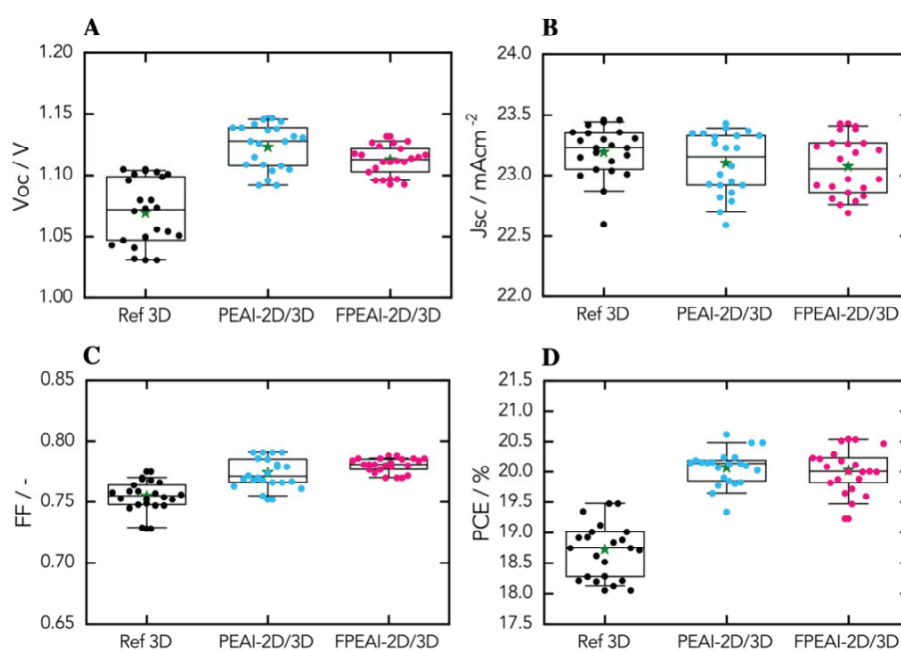 A
Voc / V
1.20
1.15
1.10
1.05
1.00
Ref 3D PEAI-2D/3D FPEAI-2D/3D
B
Jsc / mAcm⁻²
24.0
23.5
23.0
22.5
22.0
Ref 3D PEAI-2D/3D FPEAI-2D/3D
C
FF / -
0.85
0.80
0.75
0.70
0.65
Ref 3D PEAI-2D/3D FPEAI-2D/3D
D
PCE / %
21.5
21.0
20.5
20.0
19.5
19.0
18.5
18.0
17.5
Ref 3D PEAI-2D/3D FPEAI-2D/3D